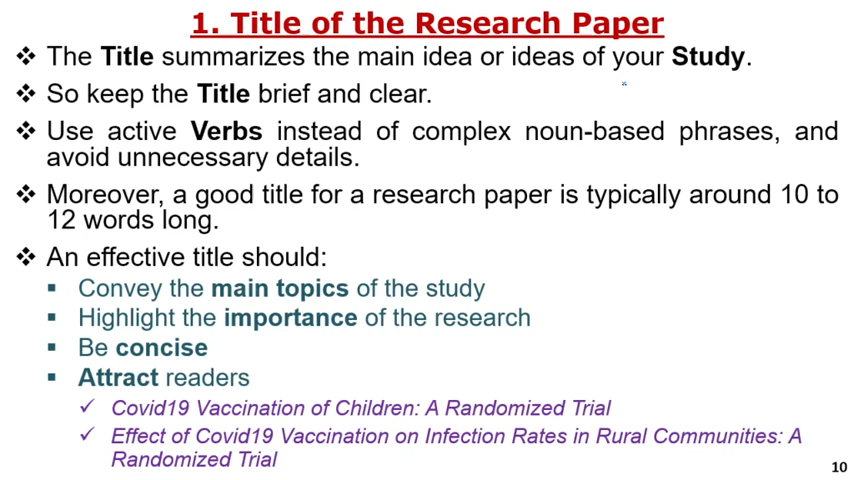 1. Title of the Research Paper
❖ The Title summarizes the main idea or ideas of your Study.
❖ So keep the Title brief and clear.
❖ Use active Verbs instead of complex noun-based phrases, and
avoid unnecessary details.
❖ Moreover, a good title for a research paper is typically around 10 to
12 words long.
❖ An effective title should:
▪ Convey the main topics of the study
▪ Highlight the importance of the research
▪ Be concise
▪ Attract readers
✓ Covid19 Vaccination of Children: A Randomized Trial
✓ Effect of Covid19 Vaccination on Infection Rates in Rural Communities: A
Randomized Trial
10